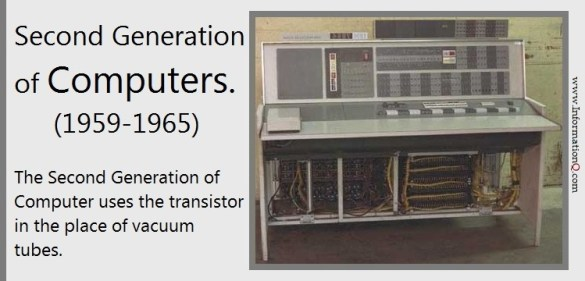 Second Generation
of Computers.
(1959-1965)
The Second Generation of
Computer uses the transistor
in the place of vacuum
tubes.
www.InformationQ.com